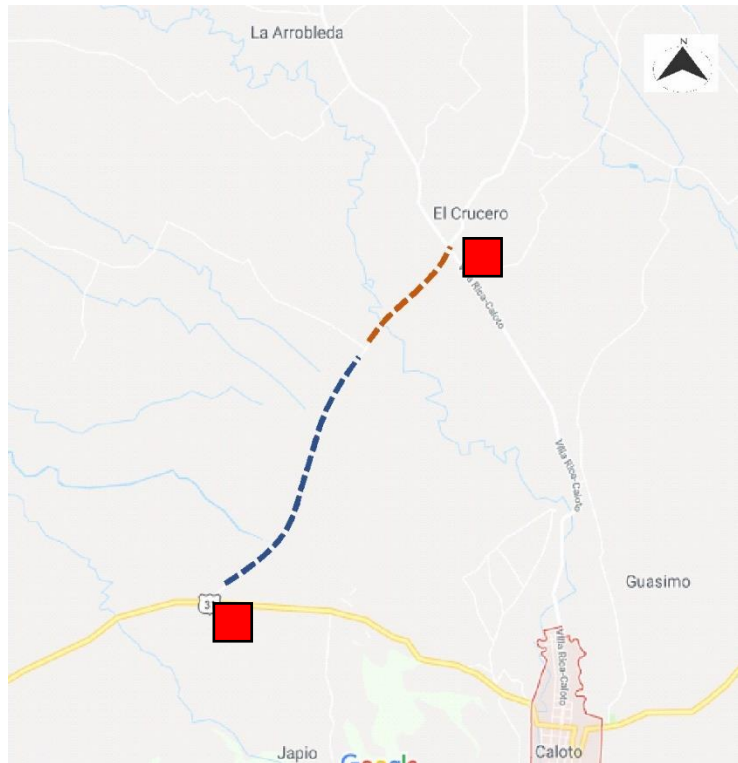 La Arrobleda
N
El Crucero
Villa Rica-Caloto
Villa Rica-Caloto
Guasimo
3
Villa Rica-Caloto
Japio
Google
Caloto